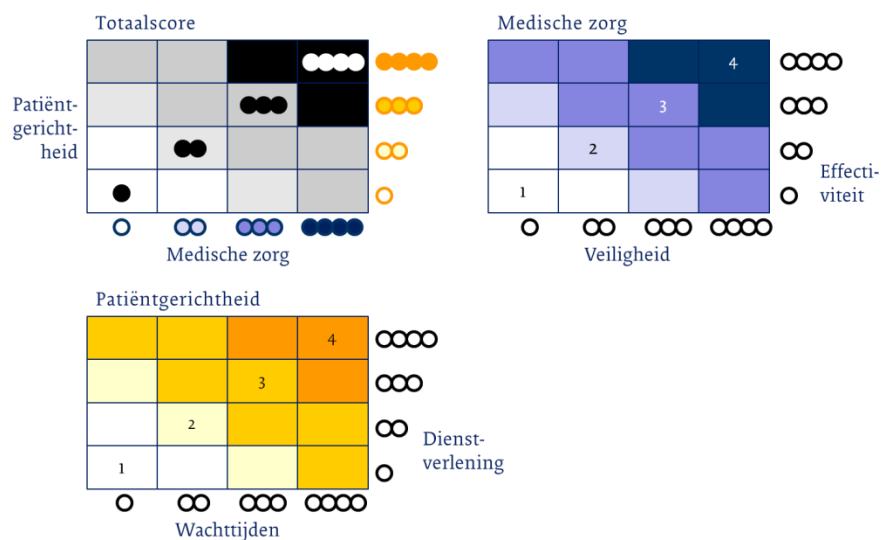 Totaalscore
Patiënt-
gericht-
heid
Medische zorg
Medische zorg
4
3
2
1
Effecti-
viteit
Veiligheid
Patiëntgerichtheid
4
3
2
1
Dienst-
verlening
Wachttijden